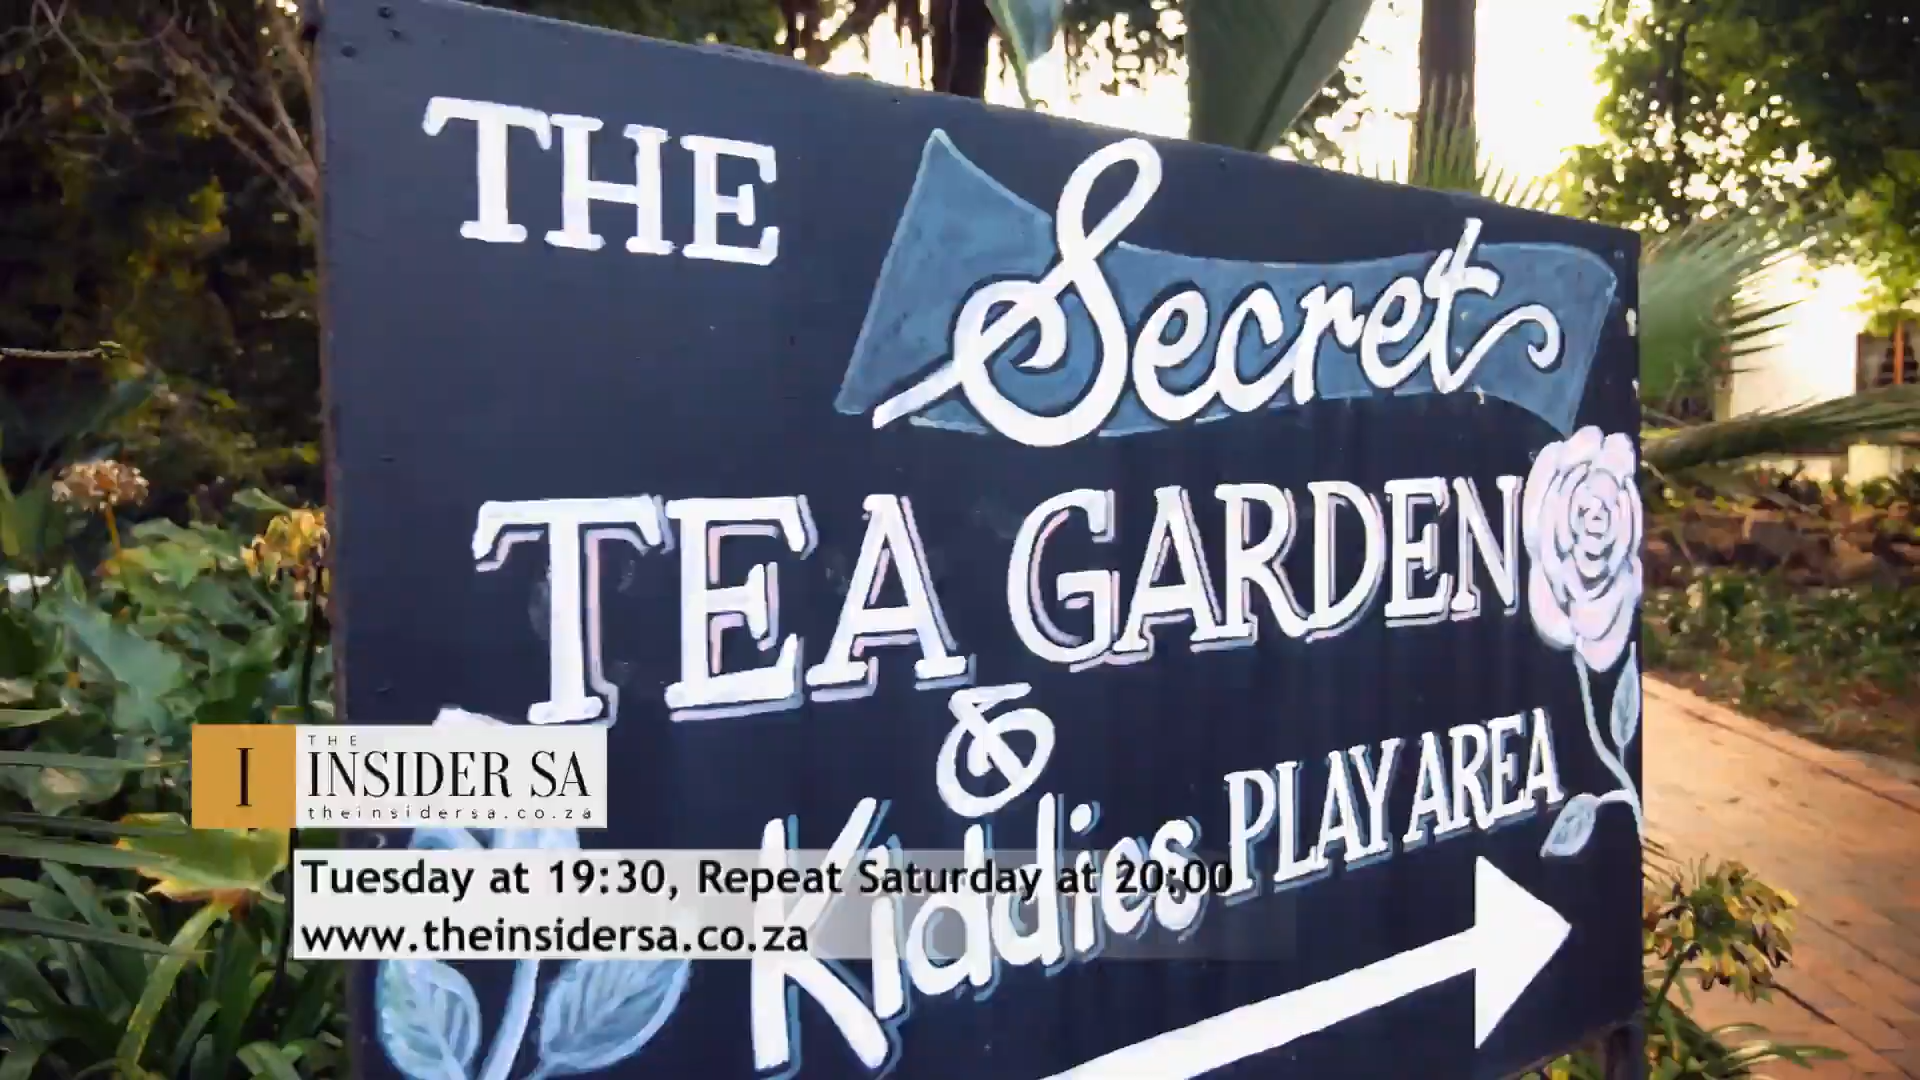 THE
Secret
TEA GARDEN
&
Kiddies PLAY AREA
I
THE
INSIDER SA
theinsidersa.co.za
Tuesday at 19:30, Repeat Saturday at 20:00
www.theinsidersa.co.za